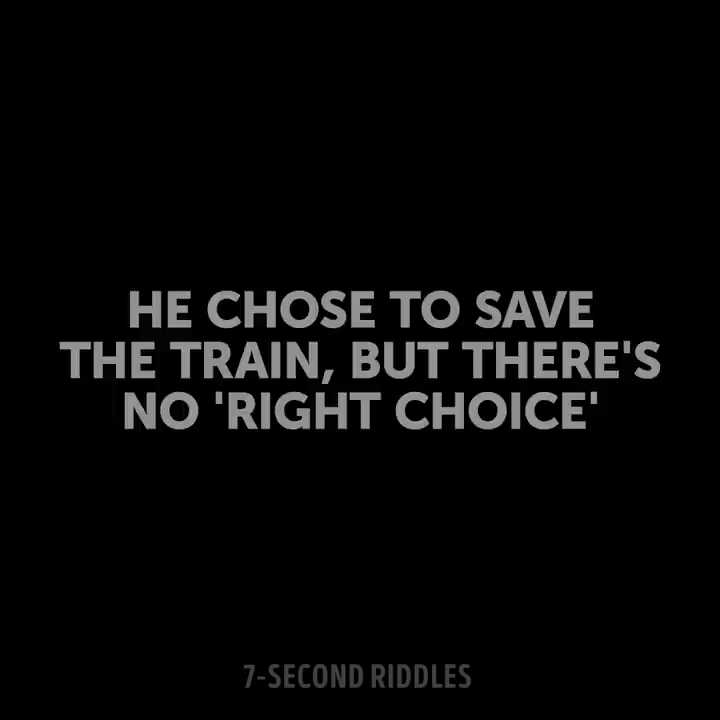 HE CHOSE TO SAVE
THE TRAIN, BUT THERE'S
NO 'RIGHT CHOICE'
7-SECOND RIDDLES